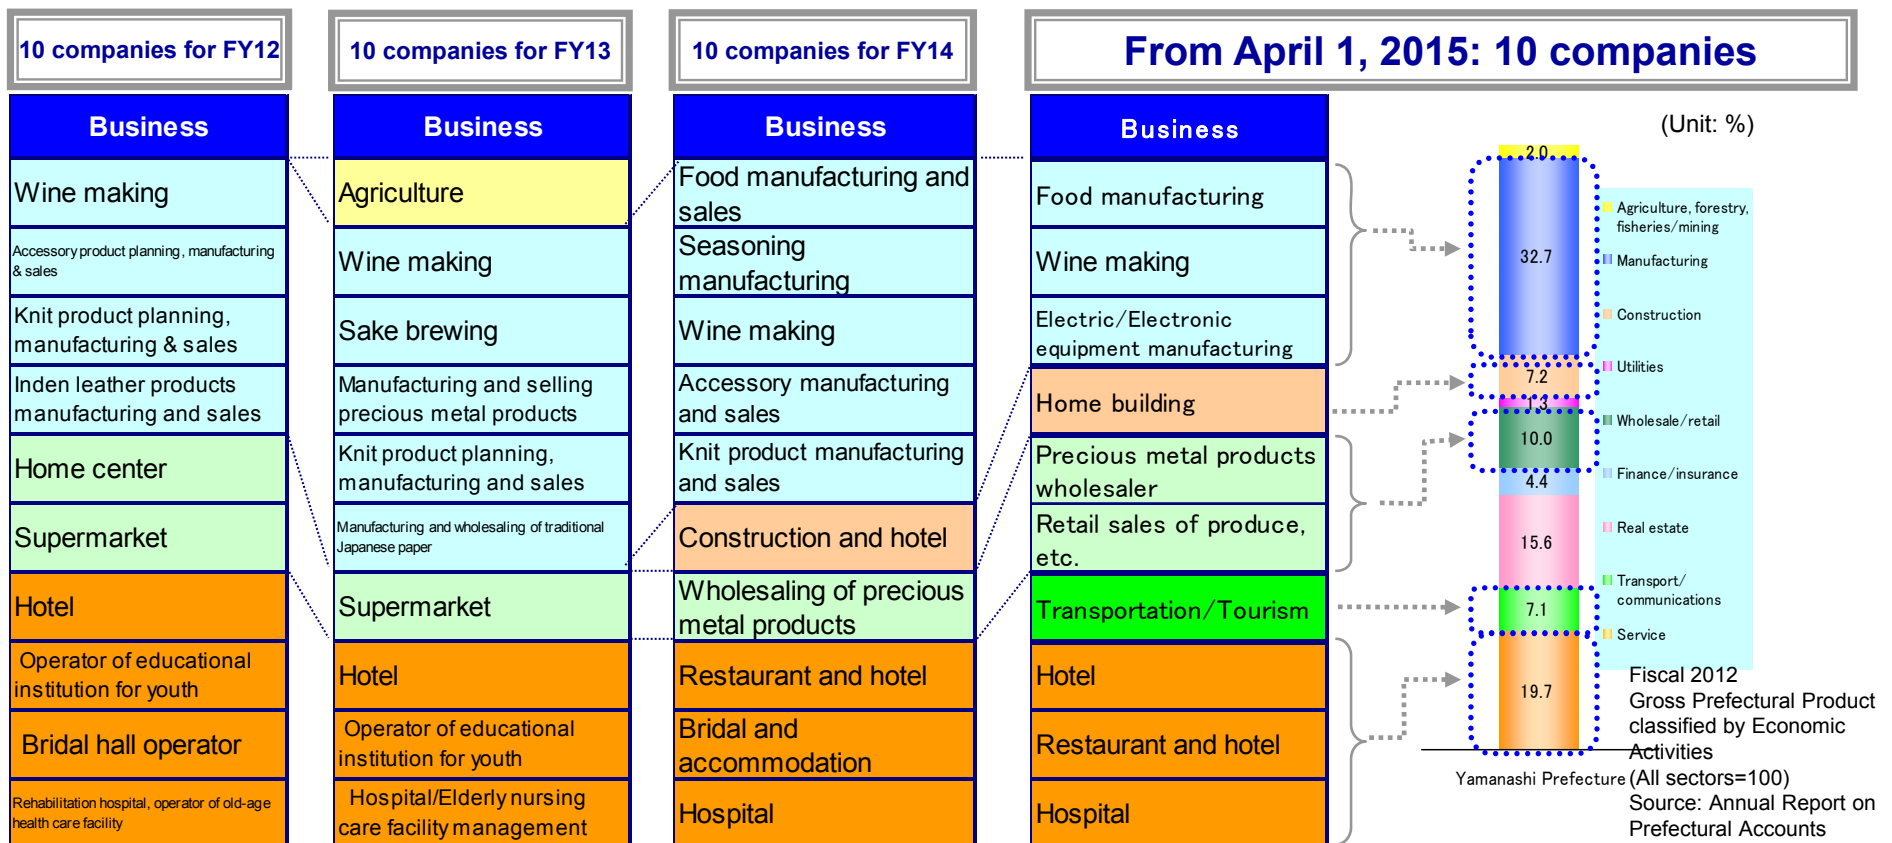 10 companies for FY12
10 companies for FY13
10 companies for FY14
From April 1, 2015: 10 companies
Business
Wine making
Accessory product planning, manufacturing
& sales
Knit product planning,
manufacturing & sales
Inden leather products
manufacturing and sales
Home center
Supermarket
Hotel
Operator of educational
institution for youth
Bridal hall operator
Rehabilitation hospital, operator of old-age
health care facility
Business
Agriculture
Wine making
Sake brewing
Manufacturing and selling
precious metal products
Knit product planning,
manufacturing and sales
Manufacturing and wholesaling of traditional
Japanese paper
Supermarket
Hotel
Operator of educational
institution for youth
Hospital/Elderly nursing
care facility management
Business
Food manufacturing and
sales
Seasoning
manufacturing
Wine making
Accessory manufacturing
and sales
Knit product manufacturing
and sales
Construction and hotel
Wholesaling of precious
metal products
Restaurant and hotel
Bridal and
accommodation
Hospital
Business
Food manufacturing
Wine making
Electric/Electronic
equipment manufacturing
Home building
Precious metal products
wholesaler
Retail sales of produce,
etc.
Transportation/Tourism
Hotel
Restaurant and hotel
Hospital
(Unit: %)
2.0
32.7
7.2
1.3
10.0
4.4
15.6
7.1
19.7
Yamanashi Prefecture
Agriculture, forestry,
fisheries/mining
Manufacturing
Construction
Utilities
Wholesale/retail
Finance/insurance
Real estate
Transport/
communications
Service
Fiscal 2012
Gross Prefectural Product
classified by Economic
Activities
(All sectors=100)
Source: Annual Report on
Prefectural Accounts